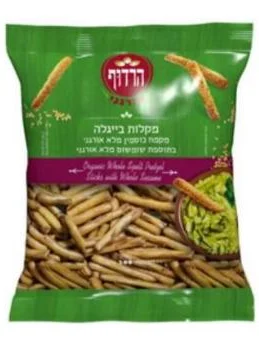 הרדוף
אורגני
מקלות בייגלה
מקמח כוסמין מלא אורגני
בתוספת שומשום מלא אורגני
Organic Whole Spelt Pretzel
Sticks with Whole Sesame